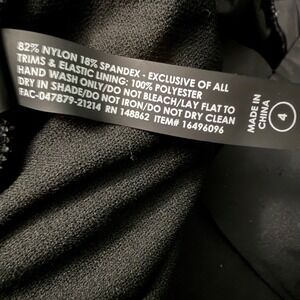 82% NYLON 18% SPANDEX - EXCLUSIVE OF ALL
TRIMS & ELASTIC LINING: 100% POLYESTER
HAND WASH ONLY/DO NOT BLEACH/LAY FLAT TO
DRY IN SHADE/DO NOT IRON/DO NOT DRY CLEAN
FAC-047879-21214 RN 148862 ITEM# 16496096
MADE IN
CHINA
4